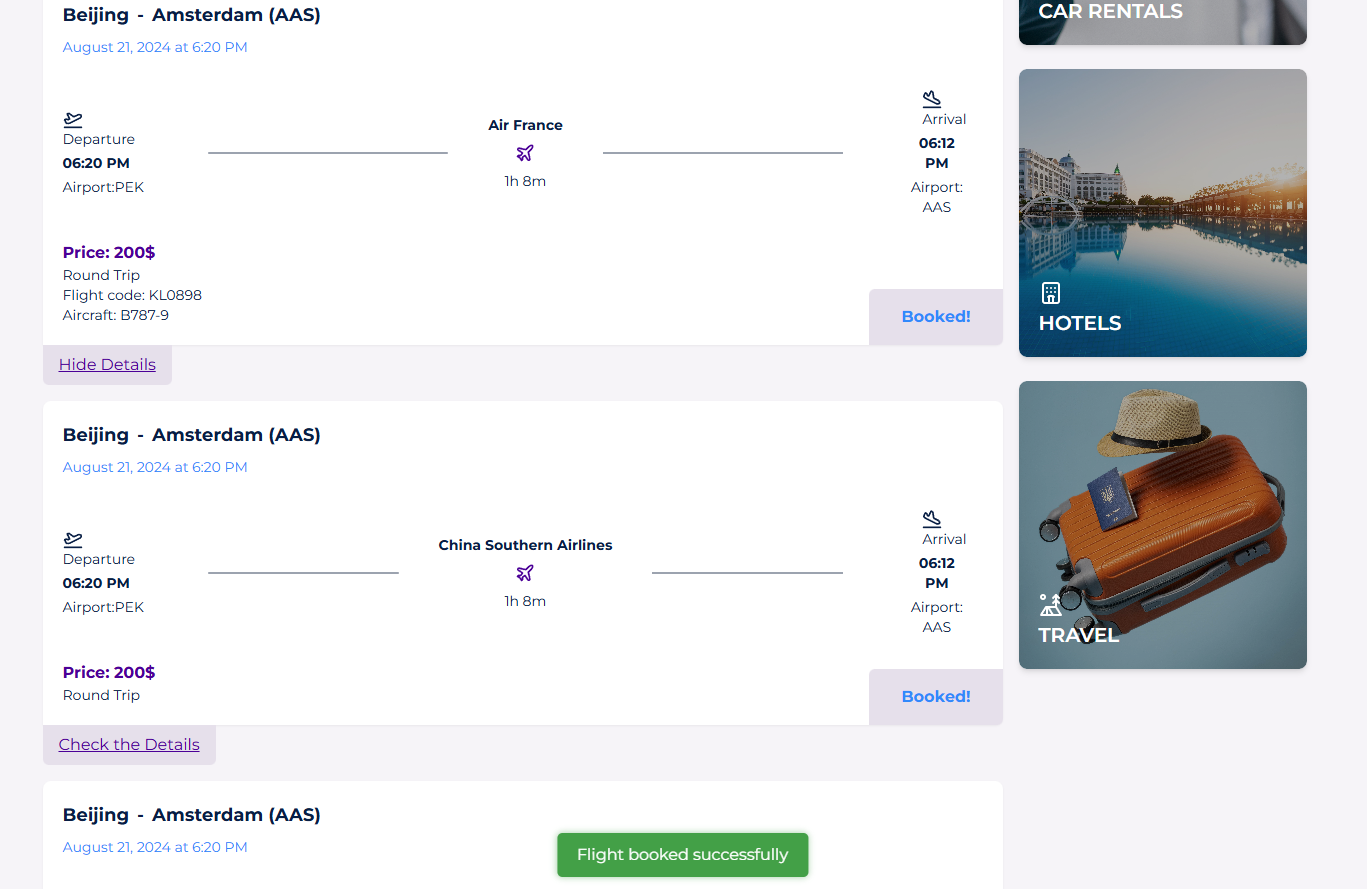 Beijing - Amsterdam (AAS)
August 21, 2024 at 6:20 PM
Departure
06:20 PM
Airport:PEK
Air France
1h 8m
Arrival
06:12
PM
Airport:
AAS
Price: 200$
Round Trip
Flight code: KL0898
Aircraft: B787-9
Booked!
Hide Details
Beijing - Amsterdam (AAS)
August 21, 2024 at 6:20 PM
Departure
06:20 PM
Airport:PEK
China Southern Airlines
1h 8m
Arrival
06:12
PM
Airport:
AAS
Price: 200$
Round Trip
Booked!
Check the Details
Beijing - Amsterdam (AAS)
August 21, 2024 at 6:20 PM
Flight booked successfully
CAR RENTALS
HOTELS
TRAVEL